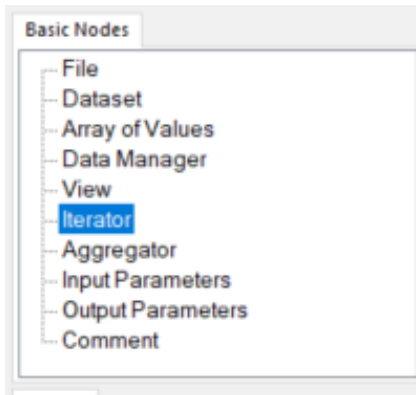 Basic Nodes
File
Dataset
Array of Values
Data Manager
View
Iterator
Aggregator
Input Parameters
Output Parameters
Comment